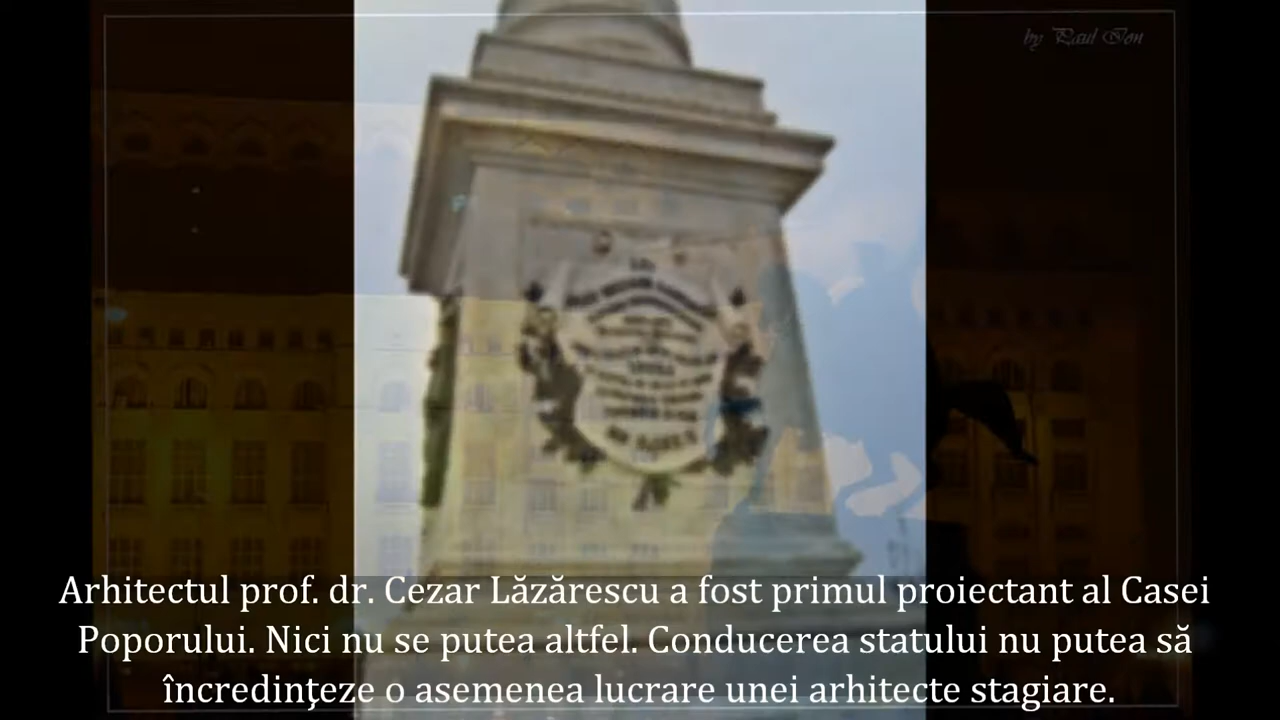 by Paul Ion
Arhitectul prof. dr. Cezar Lăzărescu a fost primul proiectant al Casei
Poporului. Nici nu se putea altfel. Conducerea statului nu putea să
încredinţeze o asemenea lucrare unei arhitecte stagiare.